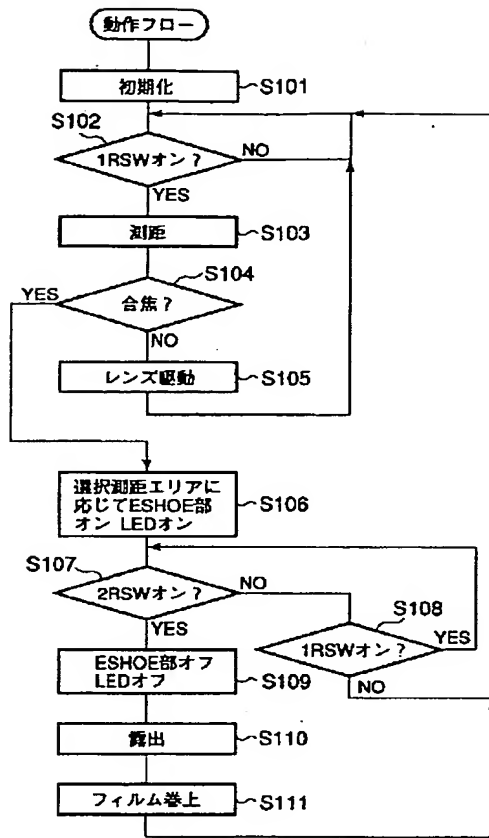 動作フロー
初期化
S101
S102
1RSWオン?
NO
YES
測距
S103
S104
YES
合焦?
NO
レンズ駆動
S105
選択測距エリアに
応じてESHOE部
オン LEDオン
S106
S107
2RSWオン?
NO
S108
YES
1RSWオン?
YES
NO
ESHOE部オフ
LEDオフ
S109
露出
S110
フィルム巻上
S111